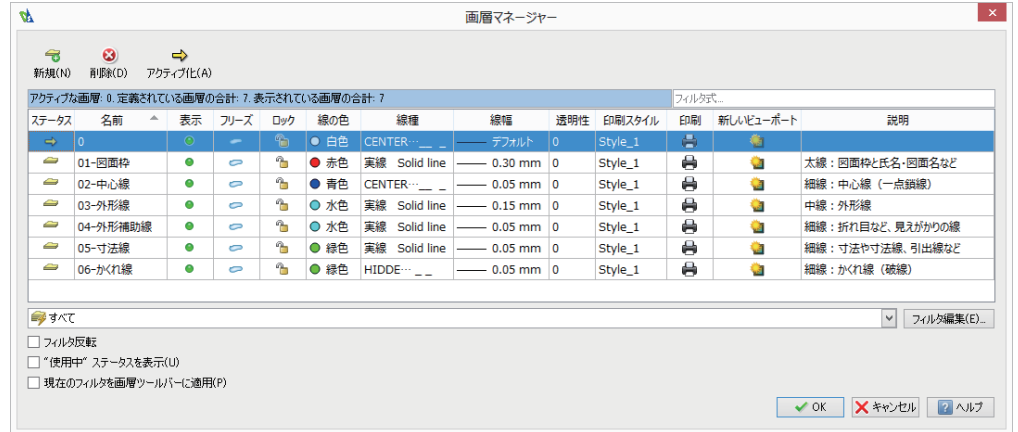 画層マネージャー
新規(N) 削除(D) アクティブ化(A)
アクティブな画層: 0. 定義されている画層の合計: 7. 表示されている画層の合計: 7 フィルタ式...
ステータス 名前 表示 フリーズ ロック 線の色 線種 線幅 透明性 印刷スタイル 印刷 新しいビューポート 説明
0 白色 CENTER… デフォルト 0 Style_1
01-図面枠 赤色 実線 Solid line 0.30 mm 0 Style_1 太線：図面枠と氏名・図面名など
02-中心線 青色 CENTER… 0.05 mm 0 Style_1 細線：中心線（一点鎖線）
03-外形線 水色 実線 Solid line 0.15 mm 0 Style_1 中線：外形線
04-外形補助線 水色 実線 Solid line 0.05 mm 0 Style_1 細線：折れ目など、見えがかりの線
05-寸法線 緑色 実線 Solid line 0.05 mm 0 Style_1 細線：寸法や寸法線、引出線など
06-かくれ線 緑色 HIDDE… 0.05 mm 0 Style_1 細線：かくれ線（破線）
すべて フィルタ編集(E)...
フィルタ反転
"使用中" ステータスを表示(U)
現在のフィルタを画層ツールバーに適用(P)
OK キャンセル ヘルプ